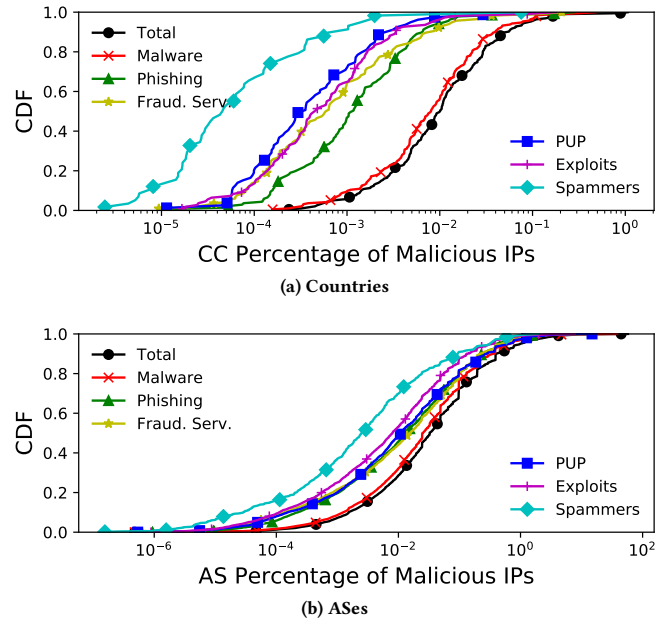 1.0
0.8
0.6
0.4
0.2
0.0
CDF
Total
Malware
Phishing
Fraud. Serv.
PUP
Exploits
Spammers
10⁻⁵ 10⁻⁴ 10⁻³ 10⁻² 10⁻¹ 10⁰
CC Percentage of Malicious IPs
(a) Countries
1.0
0.8
0.6
0.4
0.2
0.0
CDF
Total
Malware
Phishing
Fraud. Serv.
PUP
Exploits
Spammers
10⁻⁶ 10⁻⁴ 10⁻² 10⁰ 10²
AS Percentage of Malicious IPs
(b) ASes